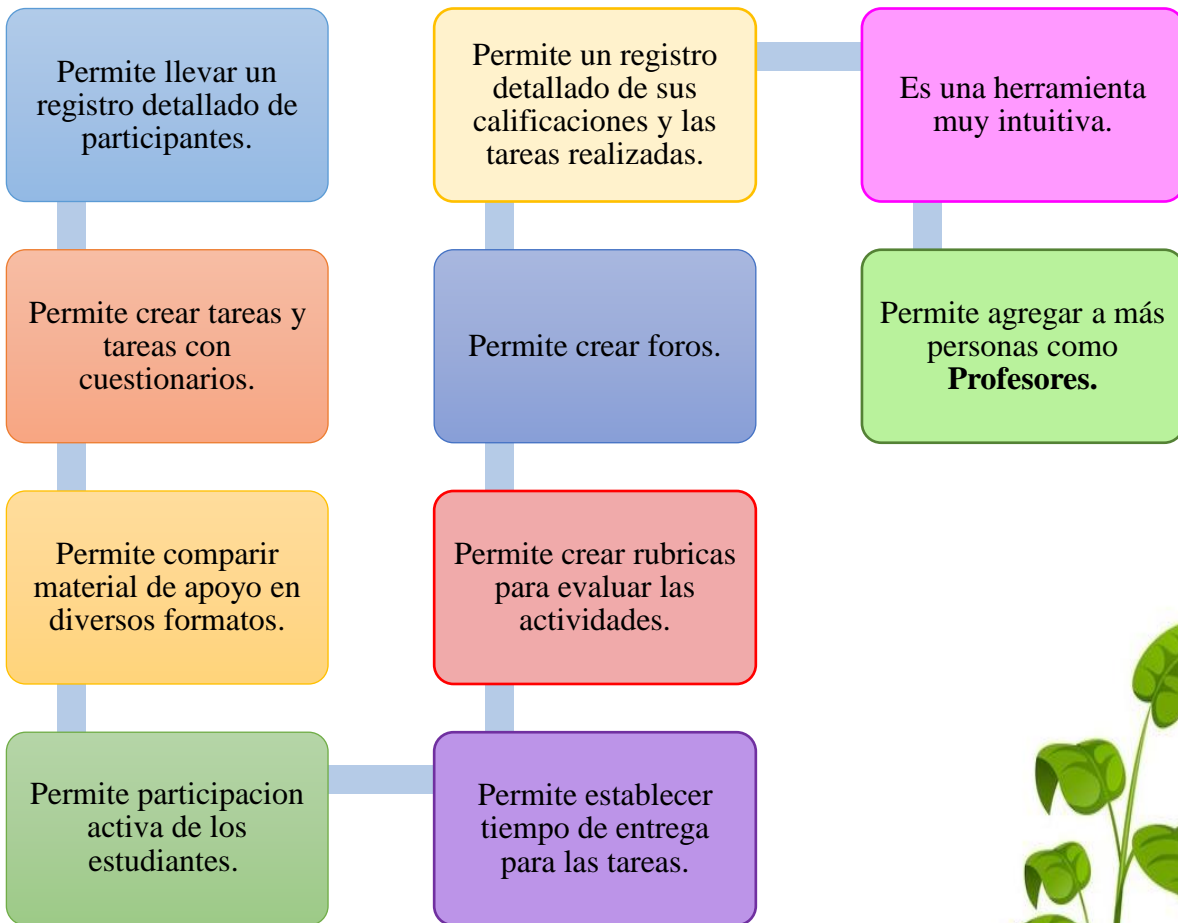 Permite llevar un
registro detallado de
participantes.
Permite crear tareas y
tareas con
cuestionarios.
Permite comparir
material de apoyo en
diversos formatos.
Permite participacion
activa de los
estudiantes.
Permite establecer
tiempo de entrega
para las tareas.
Permite crear rubricas
para evaluar las
actividades.
Permite crear foros.
Permite un registro
detallado de sus
calificaciones y las
tareas realizadas.
Es una herramienta
muy intuitiva.
Permite agregar a más
personas como
Profesores.